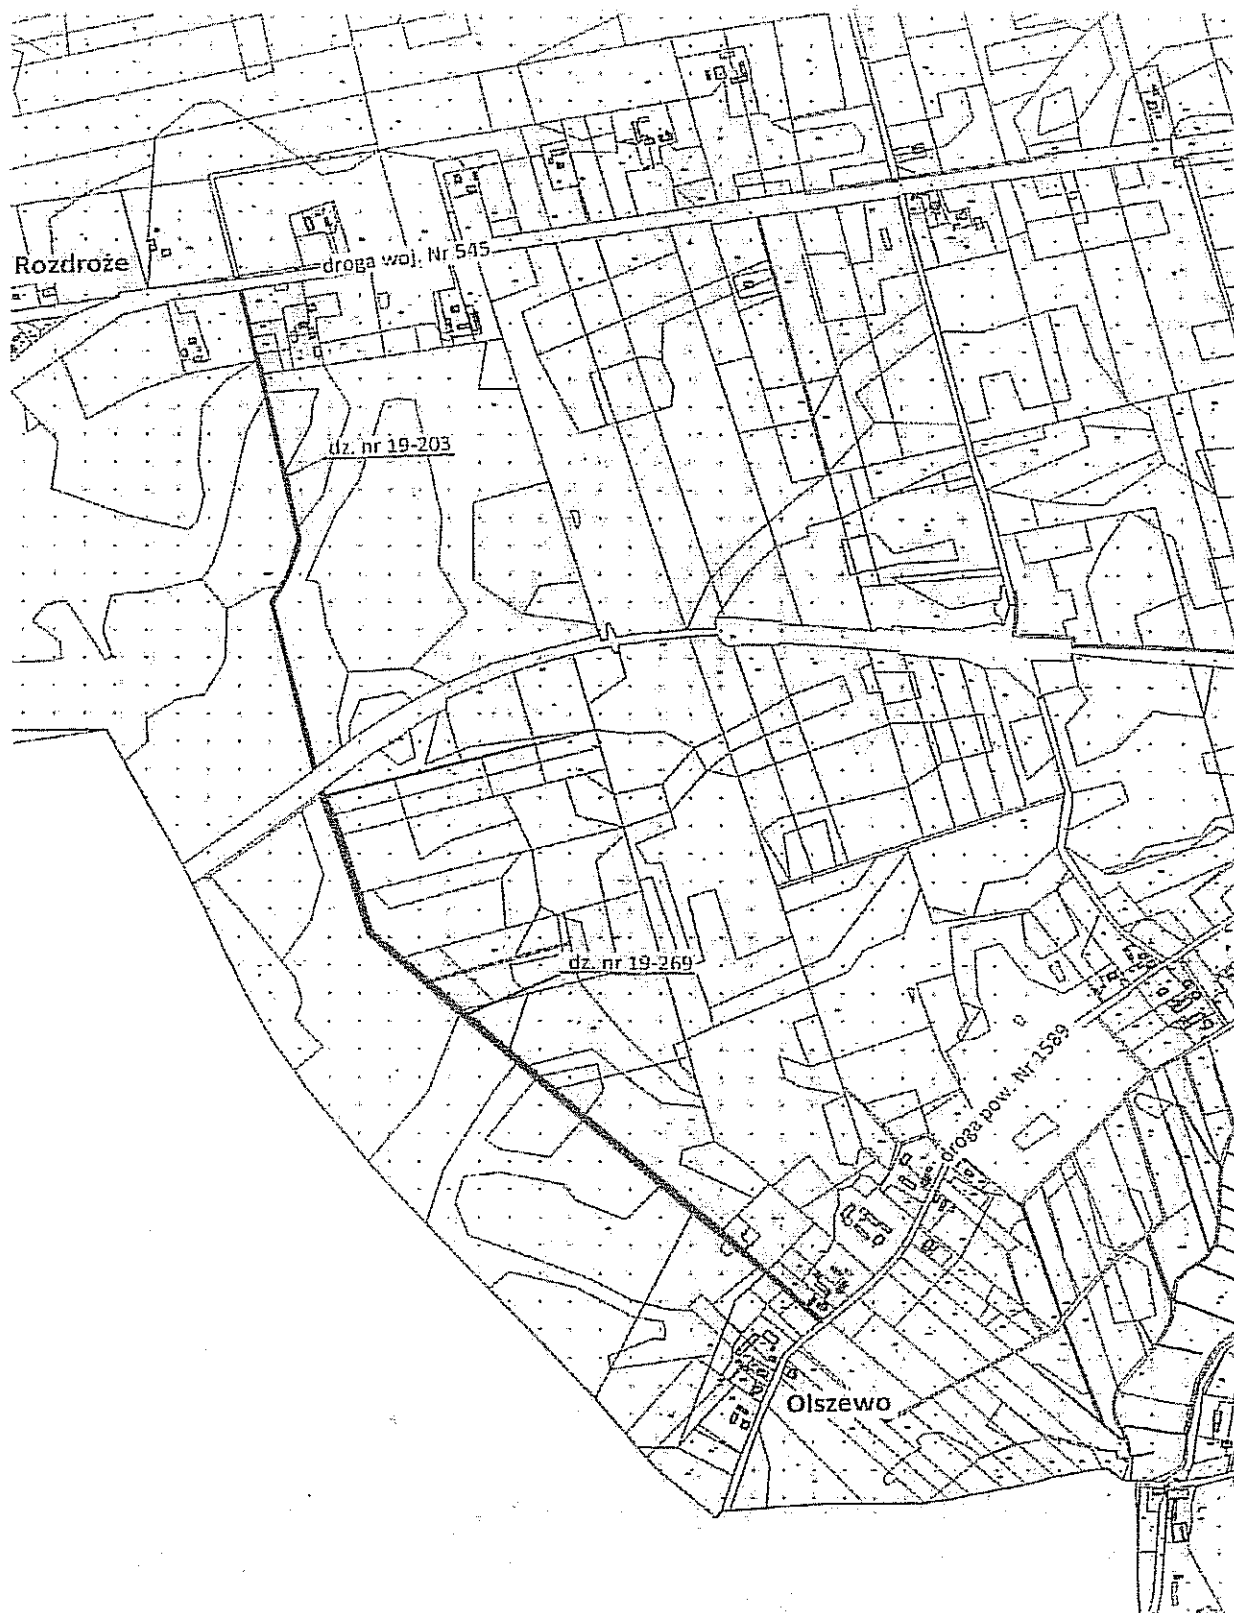 Rozdroże
droga woj. Nr 545
dz. nr 19-203
dz. nr 19-269
droga pow. Nr 1589
Olszewo